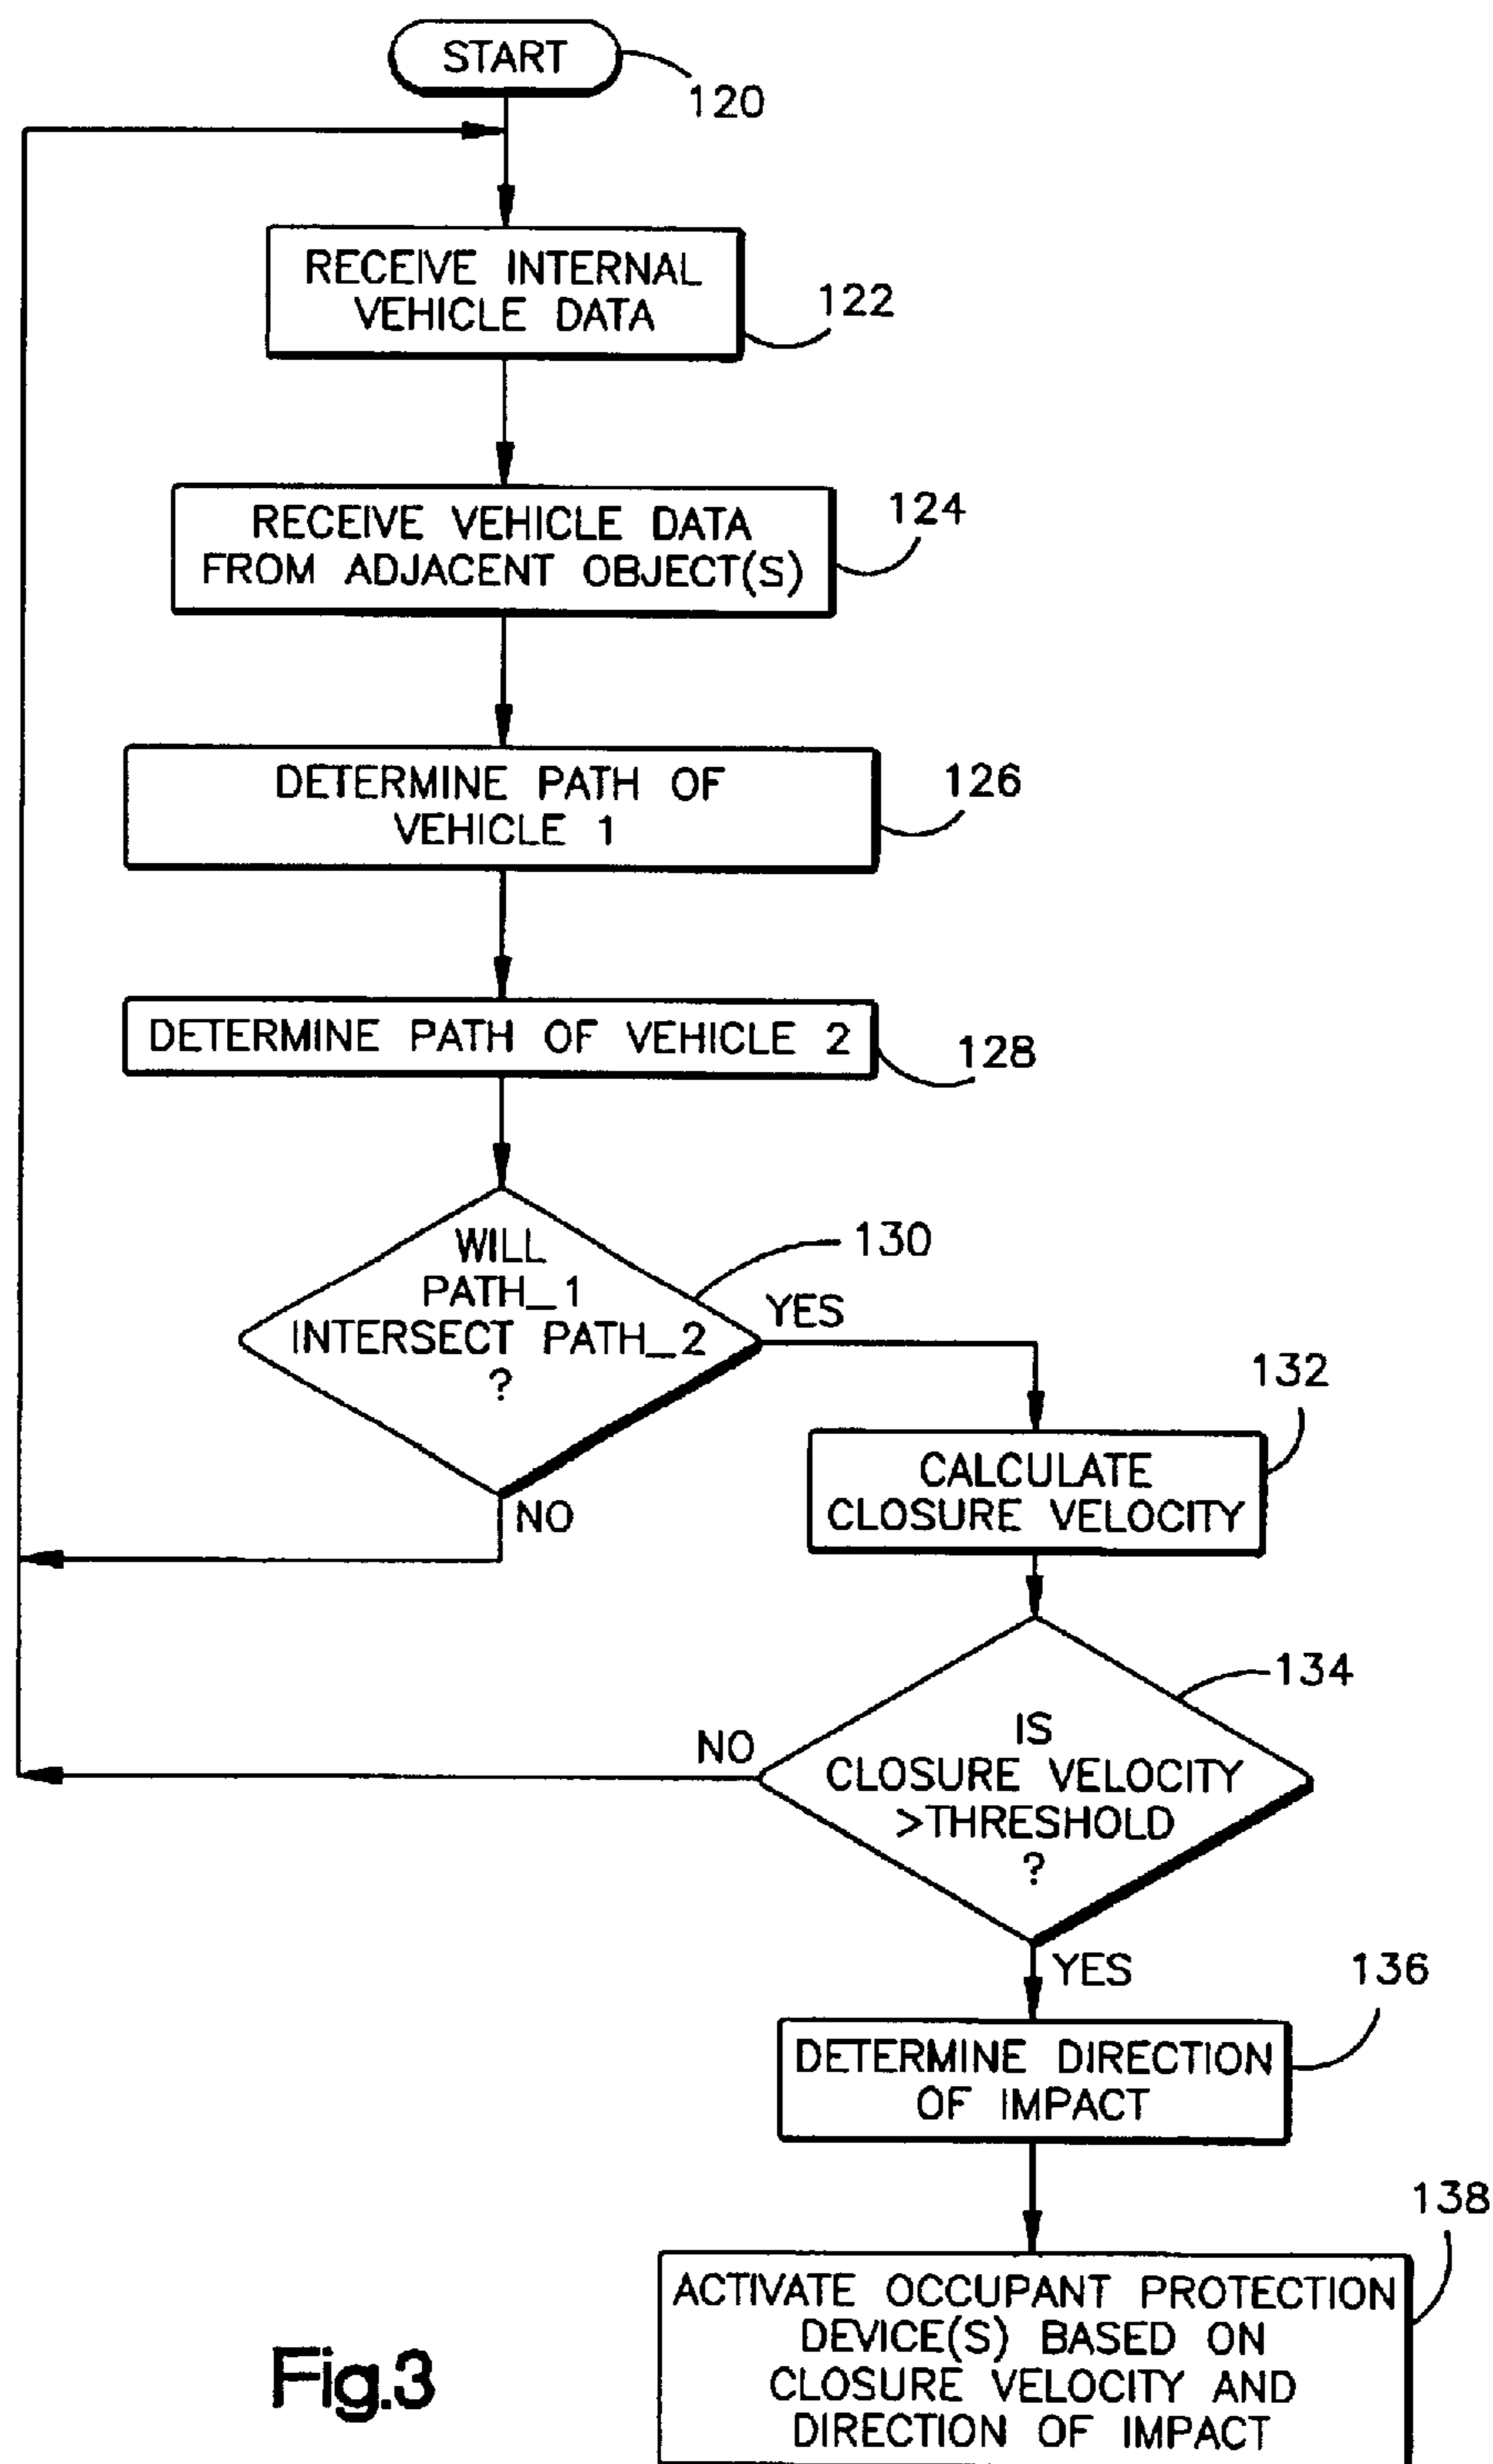 START
120
RECEIVE INTERNAL
VEHICLE DATA
122
RECEIVE VEHICLE DATA
FROM ADJACENT OBJECT(S)
124
DETERMINE PATH OF
VEHICLE 1
126
DETERMINE PATH OF VEHICLE 2
128
WILL
PATH_1
INTERSECT PATH_2
?
130
YES
NO
CALCULATE
CLOSURE VELOCITY
132
IS
CLOSURE VELOCITY
>THRESHOLD
?
134
NO
YES
DETERMINE DIRECTION
OF IMPACT
136
ACTIVATE OCCUPANT PROTECTION
DEVICE(S) BASED ON
CLOSURE VELOCITY AND
DIRECTION OF IMPACT
138
Fig.3